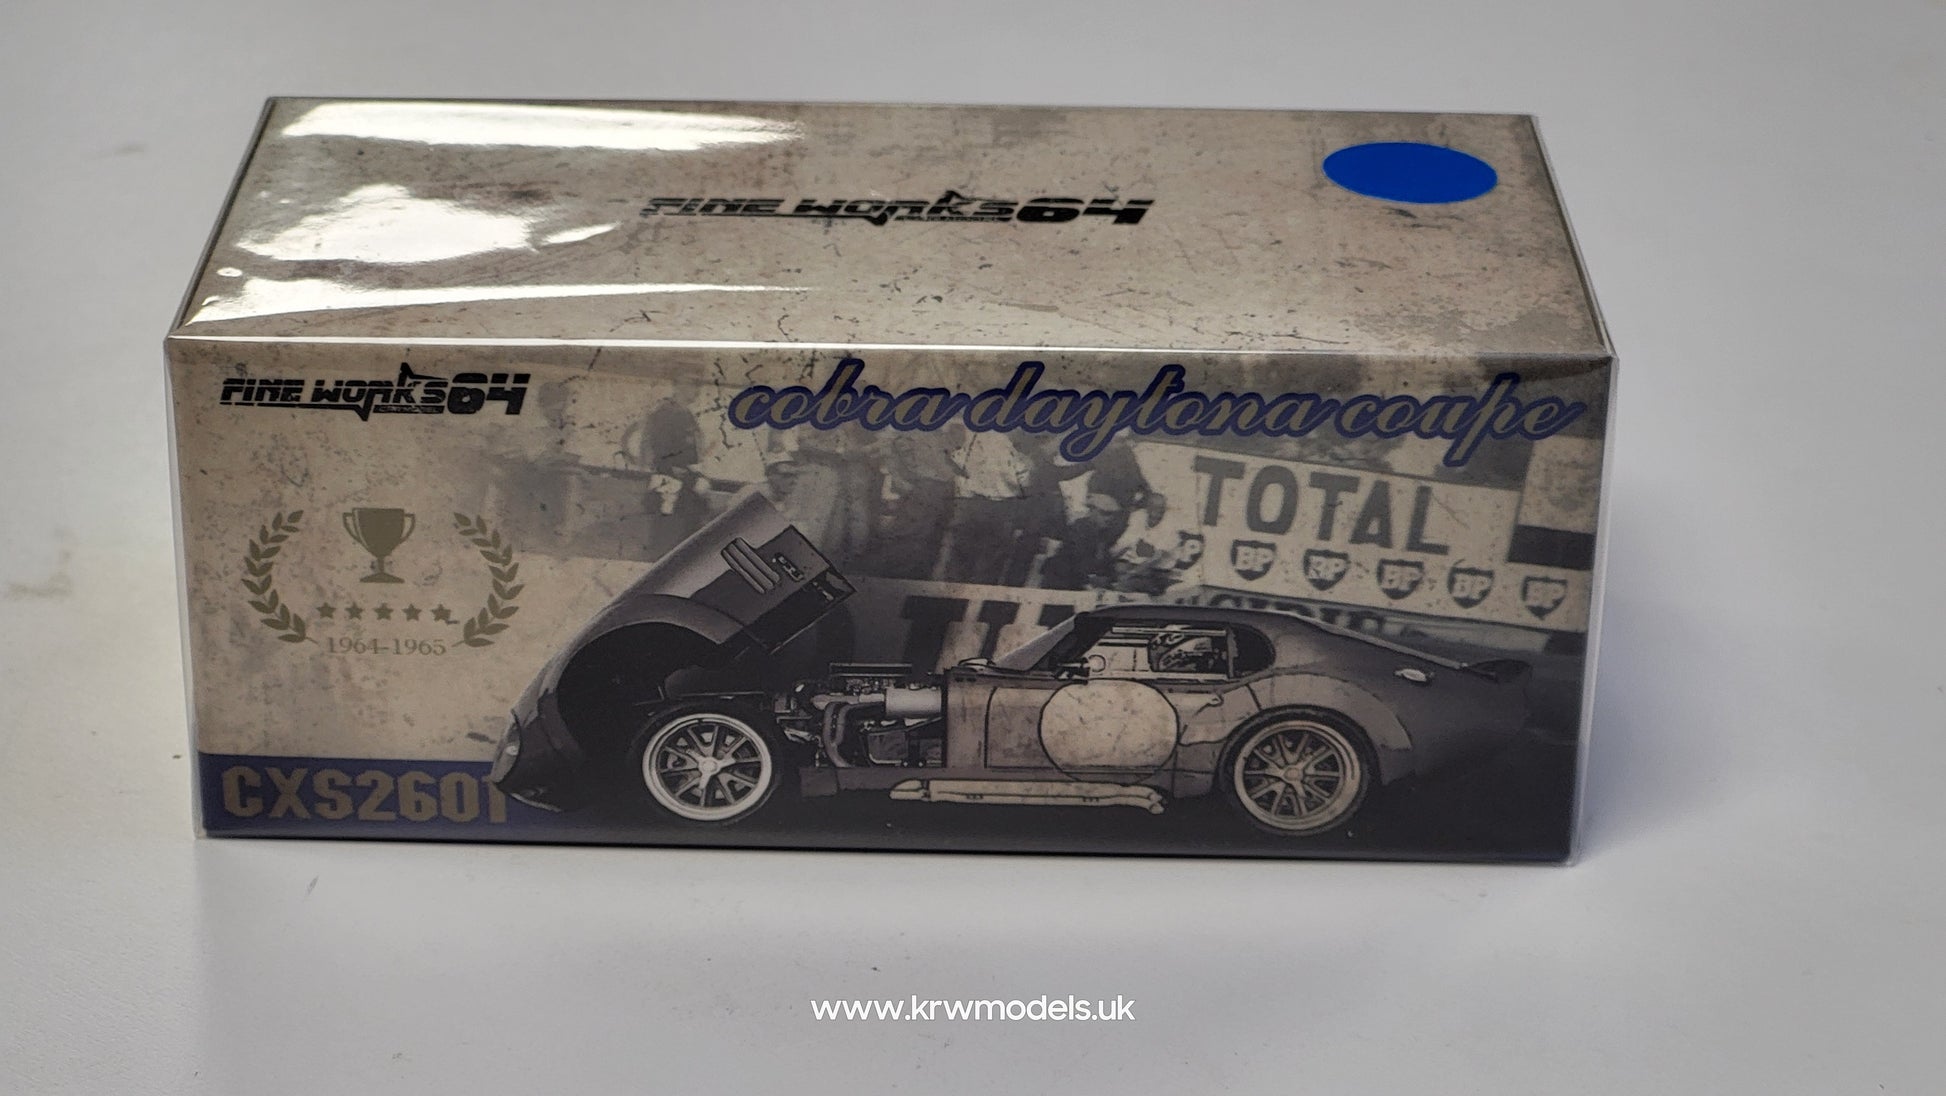 FINE WORKS64
FINE WORKS64
cobra daytona coupe
TOTAL
BP BP BP BP BP BP
1964-1965
CXS2601
www.krwmodels.uk